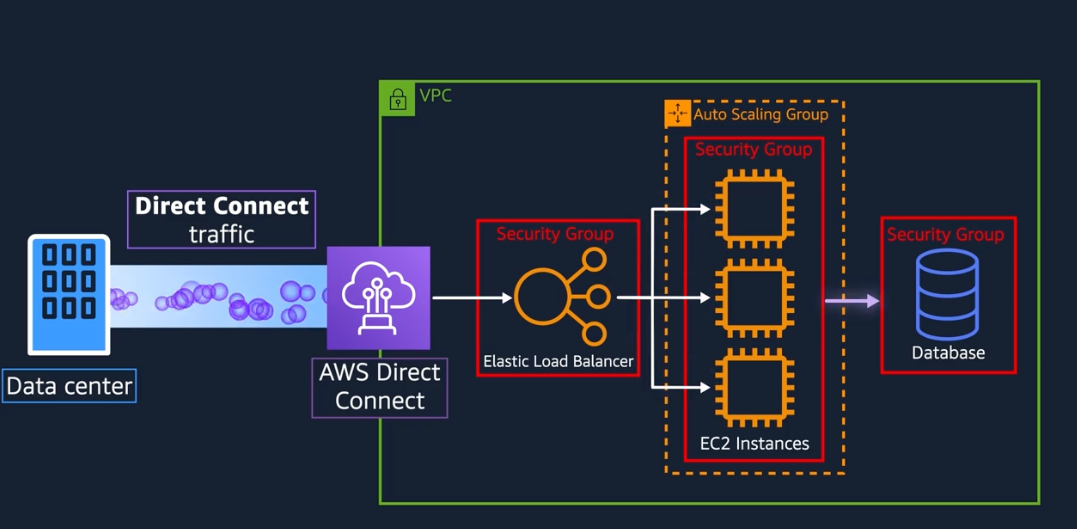 VPC
Auto Scaling Group
Security Group
Direct Connect
traffic
Security Group
Security Group
Elastic Load Balancer
Database
AWS Direct
Connect
Data center
EC2 Instances